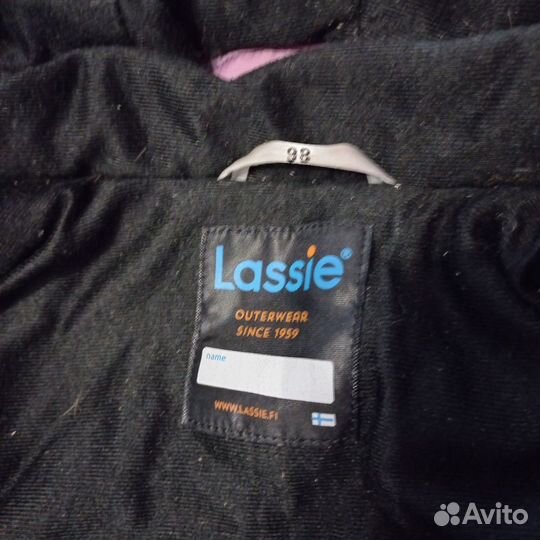 98
Lassie®
OUTERWEAR
SINCE 1959
name
WWW.LASSIE.FI
Avito